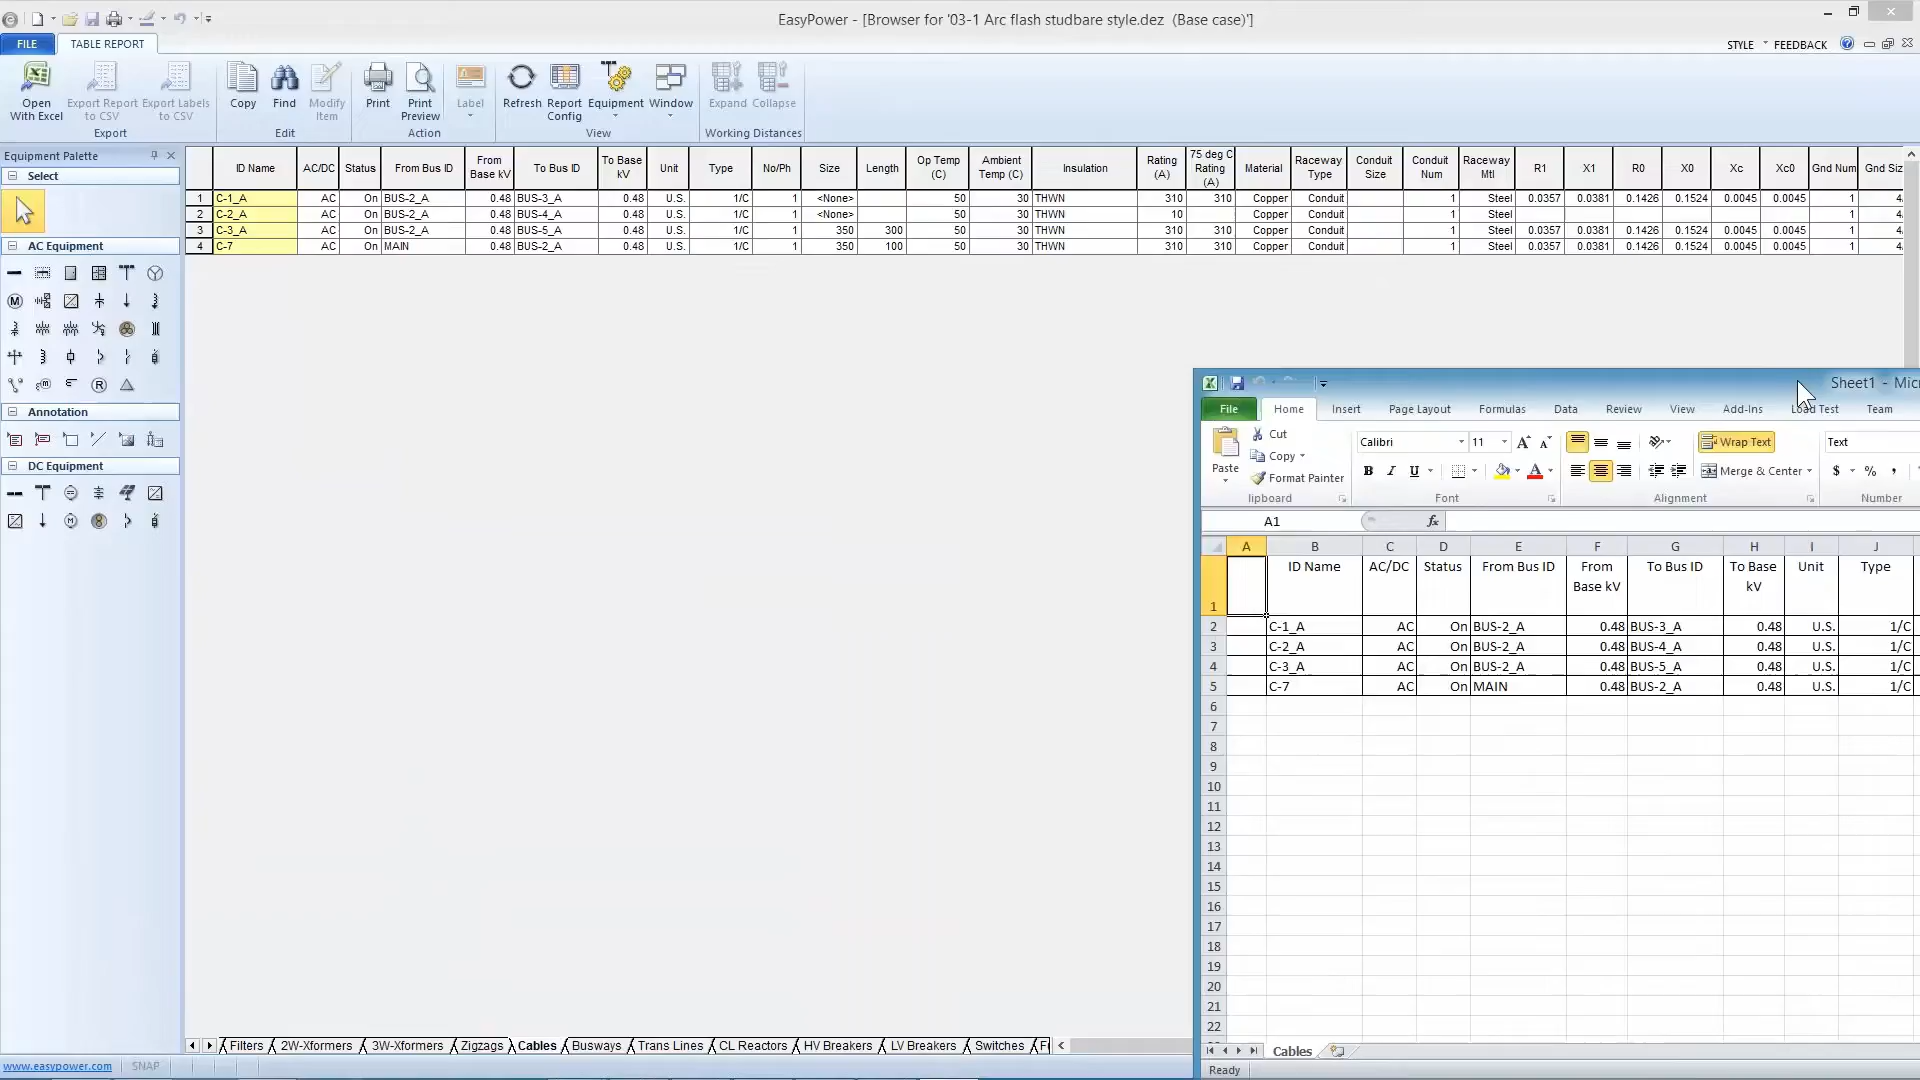 EasyPower - [Browser for '03-1 Arc flash studbare style.dez (Base case)']
FILE TABLE REPORT STYLE FEEDBACK
Open With Excel
Export Report to CSV
Export Labels to CSV
Copy
Find
Modify Item
Print
Print Preview
Label
Refresh
Report Config
Equipment
Window
Expand
Collapse
Export Edit Action View Working Distances
Equipment Palette
Select
AC Equipment
Annotation
DC Equipment
ID Name AC/DC Status From Bus ID From Base kV To Bus ID To Base kV Unit Type No/Ph Size Length Op Temp (C) Ambient Temp (C) Insulation Rating (A) 75 deg C Rating (A) Material Raceway Type Conduit Size Conduit Num Raceway Mtl R1 X1 R0 X0 Xc Xc0 Gnd Num Gnd Siz
1 C-1_A AC On BUS-2_A 0.48 BUS-3_A 0.48 U.S. 1/C 1 <None> 50 30 THWN 310 310 Copper Conduit 1 Steel 0.0357 0.0381 0.1426 0.1524 0.0045 0.0045 1 4
2 C-2_A AC On BUS-2_A 0.48 BUS-4_A 0.48 U.S. 1/C 1 <None> 50 30 THWN 10 Copper Conduit 1 Steel 1 4
3 C-3_A AC On BUS-2_A 0.48 BUS-5_A 0.48 U.S. 1/C 1 350 300 50 30 THWN 310 310 Copper Conduit 1 Steel 0.0357 0.0381 0.1426 0.1524 0.0045 0.0045 1 4
4 C-7 AC On MAIN 0.48 BUS-2_A 0.48 U.S. 1/C 1 350 100 50 30 THWN 310 310 Copper Conduit 1 Steel 0.0357 0.0381 0.1426 0.1524 0.0045 0.0045 1 4
Sheet1 - Micr
File Home Insert Page Layout Formulas Data Review View Add-Ins Load Test Team
Cut
Copy
Format Painter
Paste
Calibri 11
B I U
Wrap Text
Merge & Center
Text
$ % ,
lipboard Font Alignment Number
A1 fx
A B C D E F G H I J
1 ID Name AC/DC Status From Bus ID From Base kV To Bus ID To Base kV Unit Type
2 C-1_A AC On BUS-2_A 0.48 BUS-3_A 0.48 U.S. 1/C
3 C-2_A AC On BUS-2_A 0.48 BUS-4_A 0.48 U.S. 1/C
4 C-3_A AC On BUS-2_A 0.48 BUS-5_A 0.48 U.S. 1/C
5 C-7 AC On MAIN 0.48 BUS-2_A 0.48 U.S. 1/C
6
7
8
9
10
11
12
13
14
15
16
17
18
19
20
21
22
Cables
Ready
Filters 2W-Xformers 3W-Xformers Zigzags Cables Busways Trans Lines CL Reactors HV Breakers LV Breakers Switches
www.easypower.com SNAP